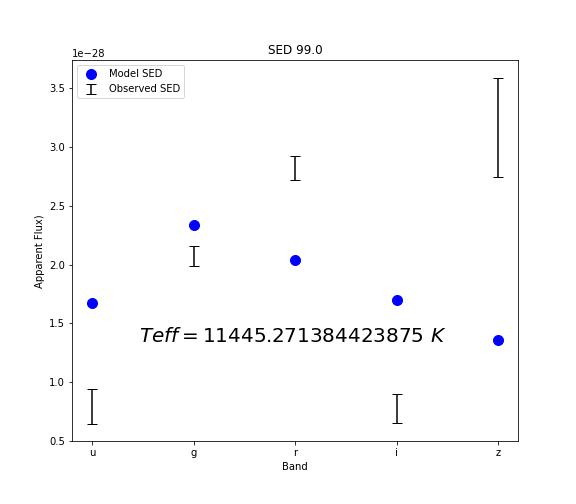 SED 99.0
1e−28
Model SED
Observed SED
3.5
3.0
2.5
2.0
1.5
1.0
0.5
Apparent Flux)
Teff = 11445.271384423875 K
u g r i z
Band